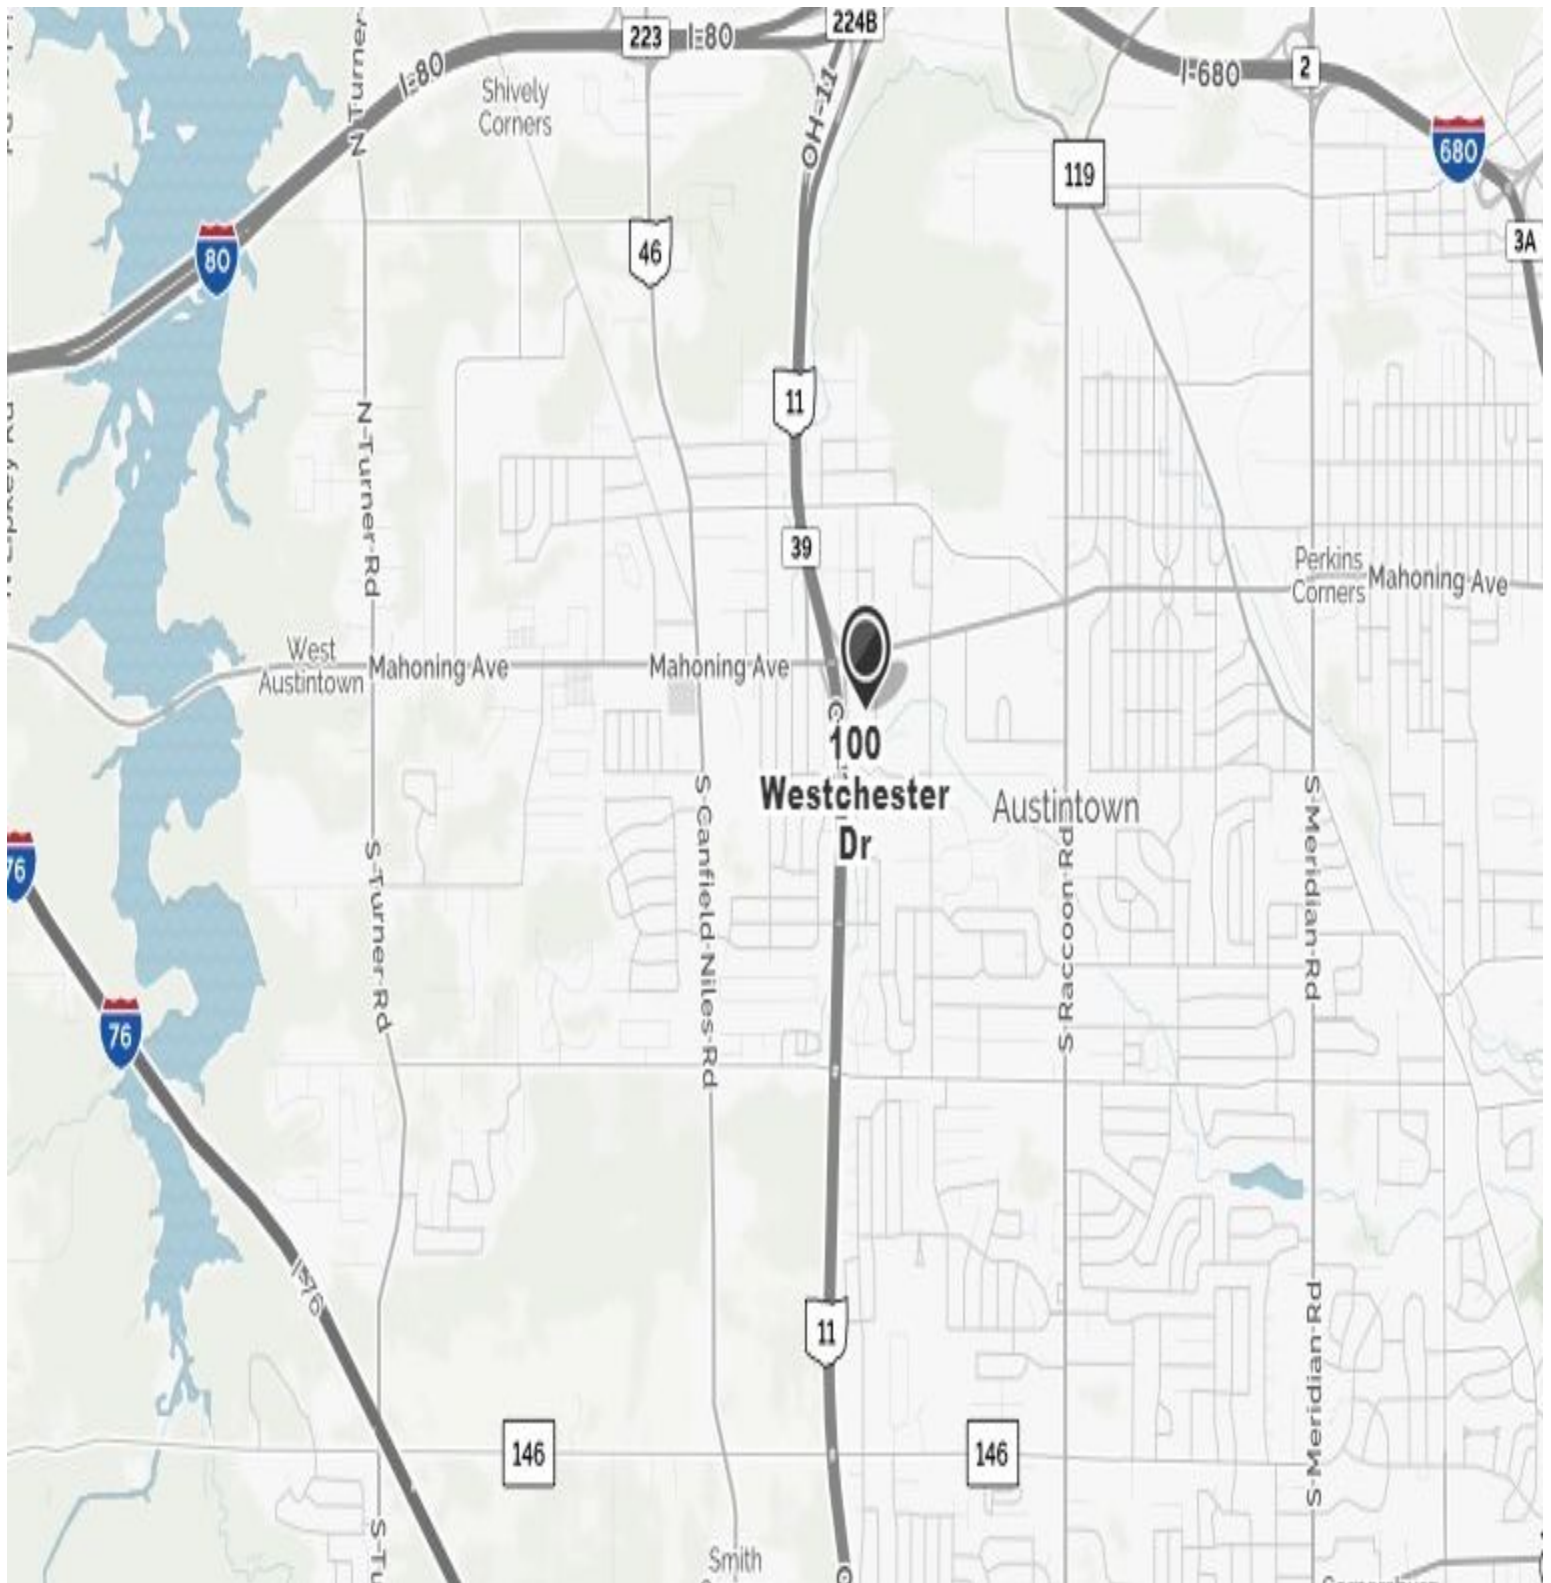 N-Turner
223
I-80
224B
I-80
I-680
2
OH-11
Shively
Corners
680
119
3A
46
80
11
N-Turner-Rd
39
Perkins
Corners
Mahoning Ave
West
Austintown
Mahoning Ave
Mahoning Ave
100
Westchester
Dr
Austintown
S-Canfield-Niles-Rd
S-Meridian-Rd
76
S-Turner-Rd
S-Raccoon-Rd
76
I-76
11
S-Meridian-Rd
146
146
Smith